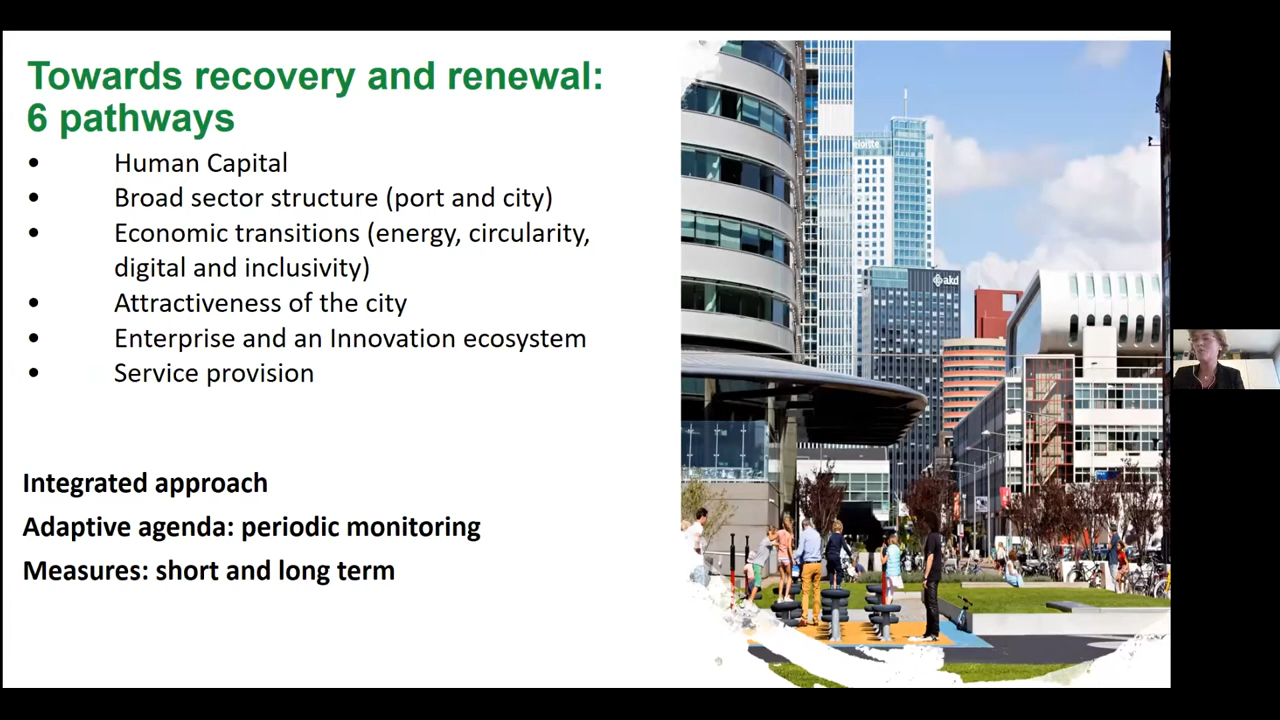 Towards recovery and renewal:
6 pathways
• Human Capital
• Broad sector structure (port and city)
• Economic transitions (energy, circularity,
digital and inclusivity)
• Attractiveness of the city
• Enterprise and an Innovation ecosystem
• Service provision
Integrated approach
Adaptive agenda: periodic monitoring
Measures: short and long term
eloitte
akd